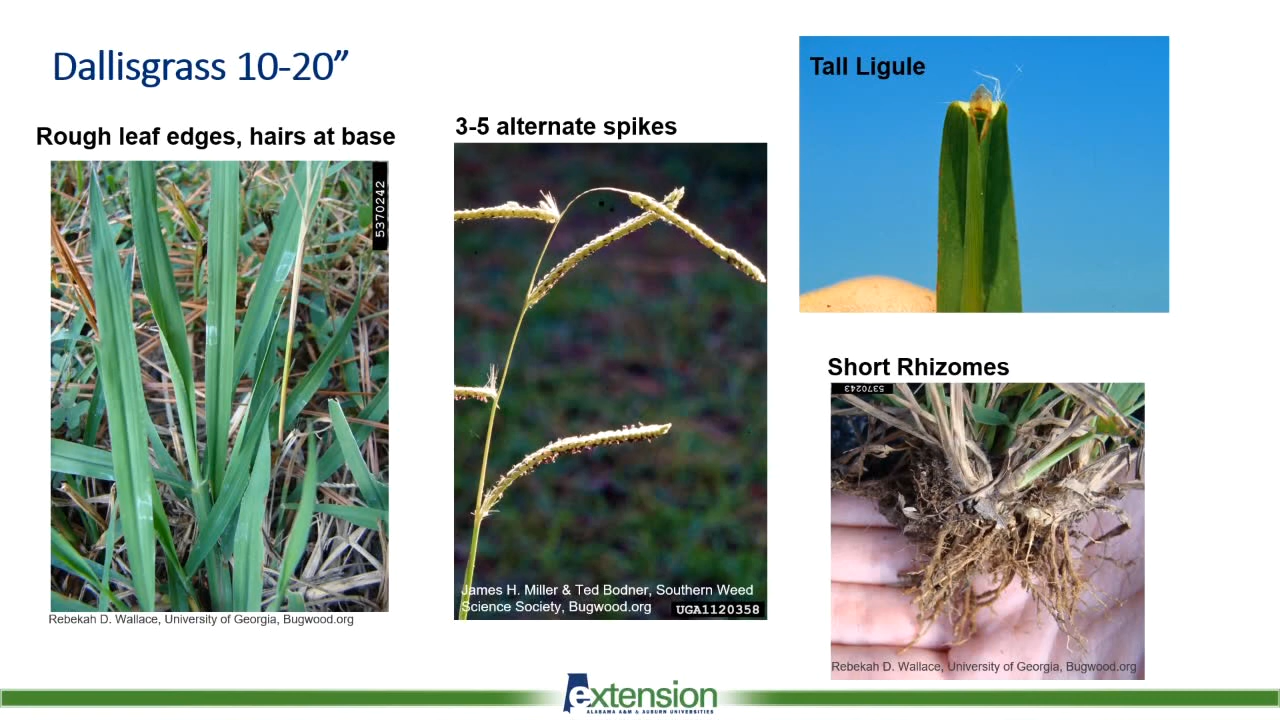 Dallisgrass 10-20”
Rough leaf edges, hairs at base
5370242
Rebekah D. Wallace, University of Georgia, Bugwood.org
3-5 alternate spikes
James H. Miller & Ted Bodner, Southern Weed
Science Society, Bugwood.org
UGA1120358
Tall Ligule
Short Rhizomes
5370243
Rebekah D. Wallace, University of Georgia, Bugwood.org
extension
ALABAMA A&M & AUBURN UNIVERSITIES